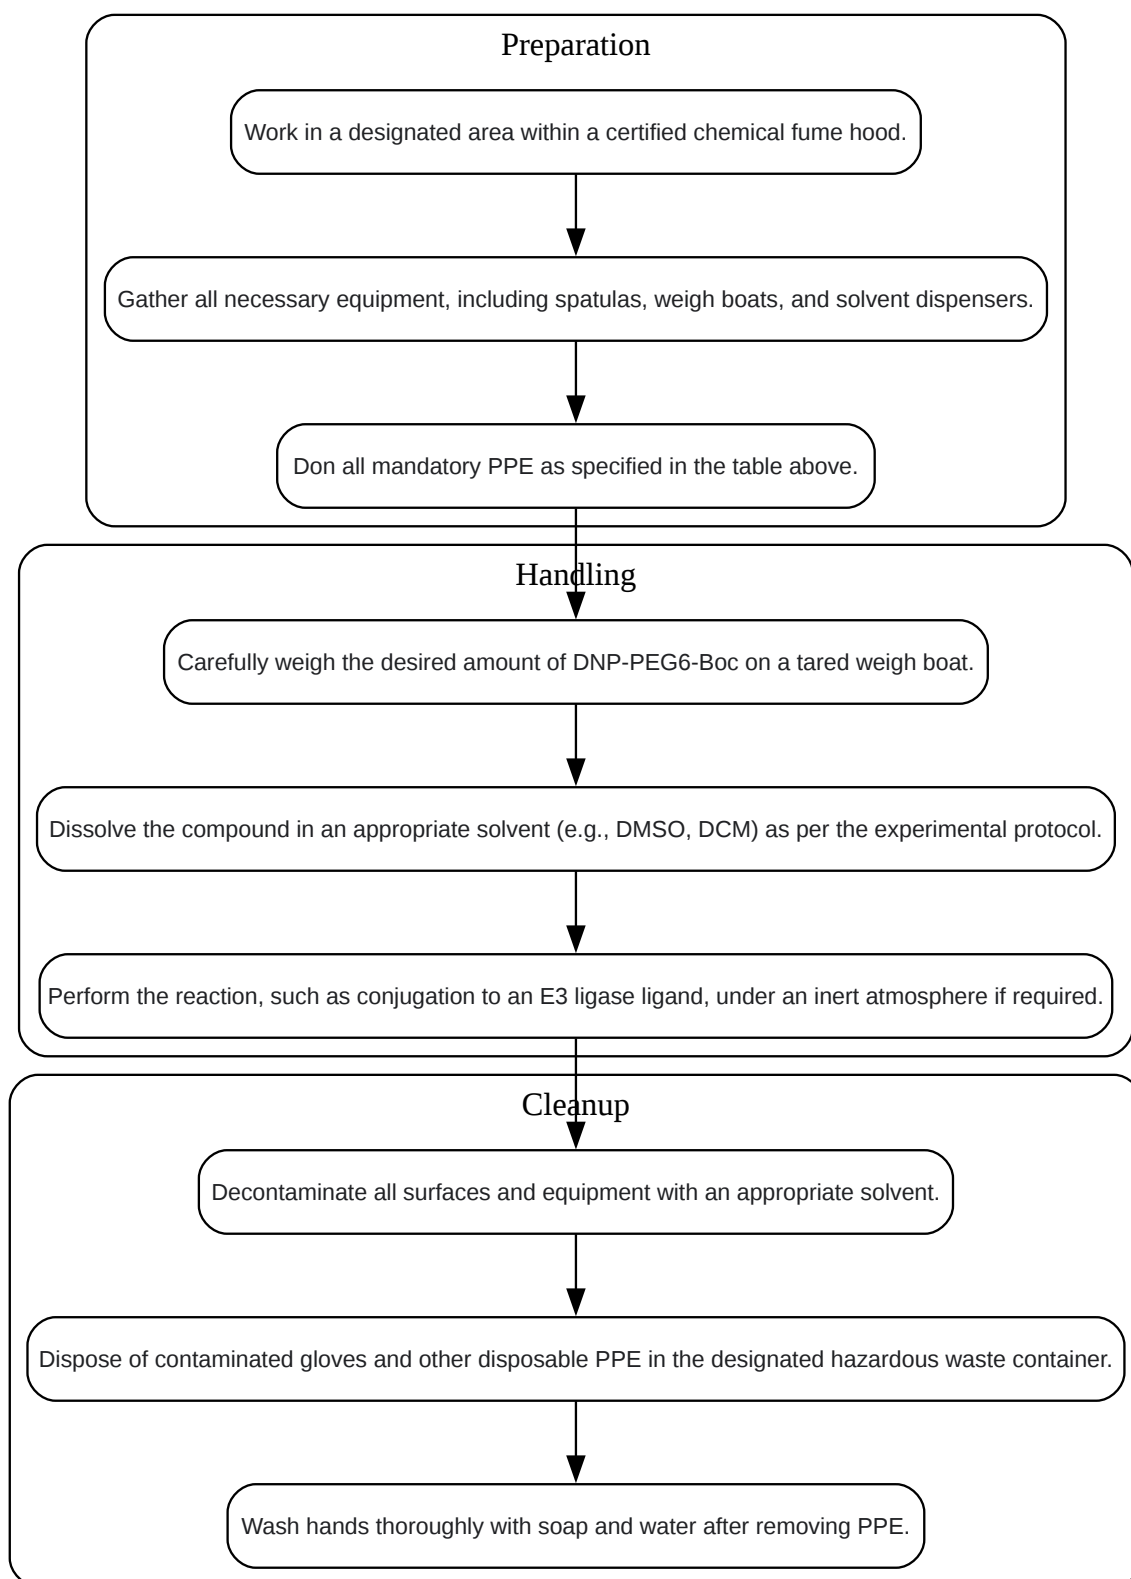 Preparation
Work in a designated area within a certified chemical fume hood.
Gather all necessary equipment, including spatulas, weigh boats, and solvent dispensers.
Don all mandatory PPE as specified in the table above.
Handling
Carefully weigh the desired amount of DNP-PEG6-Boc on a tared weigh boat.
Dissolve the compound in an appropriate solvent (e.g., DMSO, DCM) as per the experimental protocol.
Perform the reaction, such as conjugation to an E3 ligase ligand, under an inert atmosphere if required.
Cleanup
Decontaminate all surfaces and equipment with an appropriate solvent.
Dispose of contaminated gloves and other disposable PPE in the designated hazardous waste container.
Wash hands thoroughly with soap and water after removing PPE.